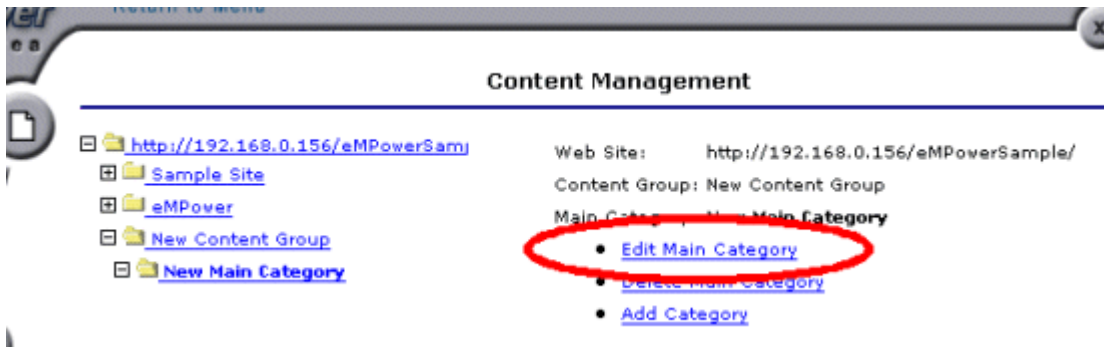 Return to Menu
Content Management
http://192.168.0.156/eMPowerSam
Sample Site
eMPower
New Content Group
New Main Category
Web Site: http://192.168.0.156/eMPowerSample/
Content Group: New Content Group
Main Category: New Main Category
Edit Main Category
Delete Main Category
Add Category